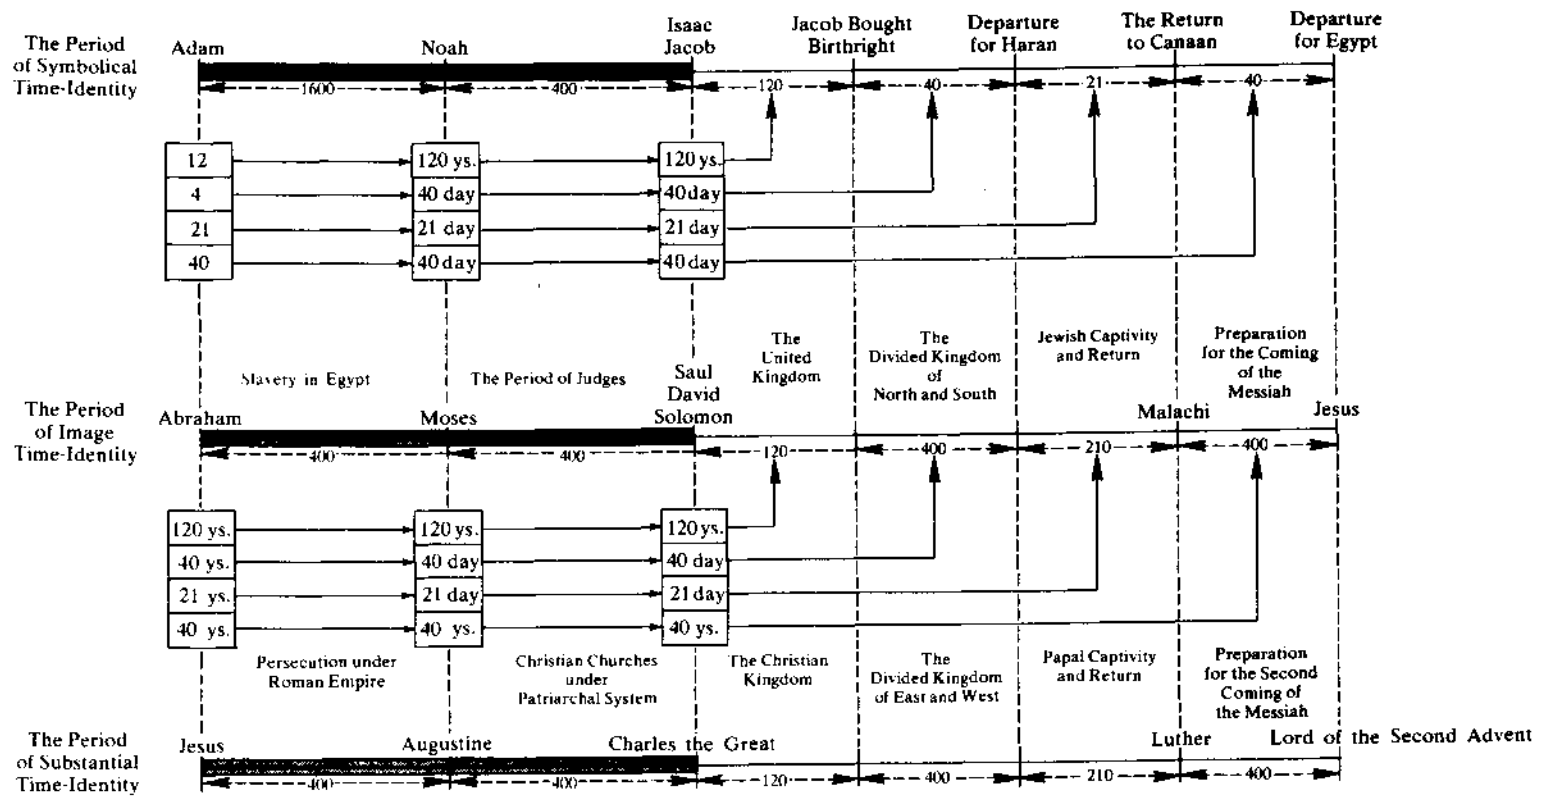 The Period
of Symbolical
Time-Identity
Adam
Noah
Isaac
Jacob
Jacob Bought
Birthright
Departure
for Haran
The Return
to Canaan
Departure
for Egypt
1600
400
120
40
21
40
12
120 ys.
120 ys.
4
40 day
40day
21
21 day
21 day
40
40 day
40 day
Slavery in Egypt
The Period of Judges
The
United
Kingdom
The
Divided Kingdom
of
North and South
Jewish Captivity
and Return
Preparation
for the Coming
of the
Messiah
The Period
of Image
Time-Identity
Abraham
Moses
Saul
David
Solomon
Malachi
Jesus
400
400
120
400
210
400
120 ys.
120 ys.
120 ys.
40 ys.
40 day
40 day
21 ys.
21 day
21 day
40 ys.
40 ys.
40 ys.
Persecution under
Roman Empire
Christian Churches
under
Patriarchal System
The Christian
Kingdom
The
Divided Kingdom
of East and West
Papal Captivity
and Return
Preparation
for the Second
Coming of
the Messiah
The Period
of Substantial
Time-Identity
Jesus
Augustine
Charles the Great
Luther
Lord of the Second Advent
400
400
120
400
210
400